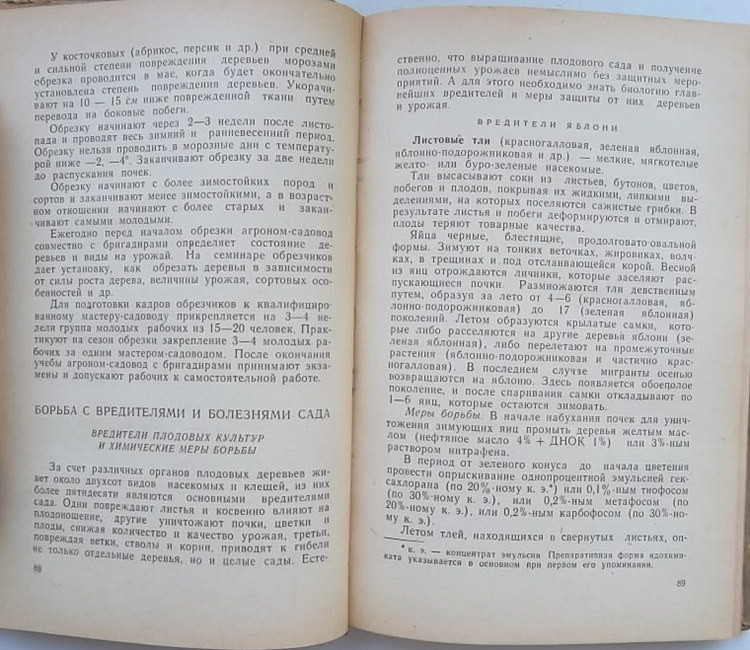 У косточковых (абрикос, персик и др.) при средней
и сильной степени повреждения деревьев морозами
обрезка проводится в мае, когда будет окончательно
установлена степень повреждения деревьев. Укорачи-
вают на 10 — 15 см ниже поврежденной ткани путем
перевода на боковые побеги.
Обрезку начинают через 2—3 недели после листо-
пада и проводят весь зимний и ранневесенний период.
Обрезку нельзя проводить в морозные дни с температу-
рой ниже —2, —4°. Заканчивают обрезку за две недели
до распускания почек.
Обрезку начинают с более зимостойких пород и
сортов и заканчивают менее зимостойкими, а в возраст-
ном отношении начинают с более старых и закан-
чивают самыми молодыми.
Ежегодно перед началом обрезки агроном-садовод
совместно с бригадирами определяет состояние де-
ревьев и виды на урожай. На семинаре обрезчиков
дает установку, как обрезать деревья в зависимости
от силы роста дерева, величины урожая, сортовых осо-
бенностей и др.
Для подготовки кадров обрезчиков к квалифициро-
ванному мастеру-садоводу прикрепляется на 3—4 не-
дели группа молодых рабочих из 15—20 человек. Прак-
тикуют на сезон обрезки закрепление 3—4 молодых ра-
бочих за одним мастером-садоводом. После окончания
учебы агроном-садовод с бригадирами принимают экза-
мены и допускают рабочих к самостоятельной работе.
БОРЬБА С ВРЕДИТЕЛЯМИ И БОЛЕЗНЯМИ САДА
ВРЕДИТЕЛИ ПЛОДОВЫХ КУЛЬТУР
И ХИМИЧЕСКИЕ МЕРЫ БОРЬБЫ
За счет различных органов плодовых деревьев жи-
вет около двухсот видов насекомых и клещей, из них
более пятидесяти являются основными вредителями
сада. Одни повреждают листья и косвенно влияют на
плодоношение, другие уничтожают почки, цветки и
плоды, снижая количество и качество урожая, третьи,
повреждая ветки, стволы и корни, приводят к гибели
не только отдельные деревья, но и целые сады. Есте-
88
ственно, что выращивание плодового сада и получение
полноценных урожаев немыслимо без защитных меро-
приятий. А для этого необходимо знать биологию глав-
нейших вредителей и меры защиты от них деревьев
и урожая.
ВРЕДИТЕЛИ ЯБЛОНИ
Листовые тли (красногалловая, зеленая яблонная,
яблонно-подорожниковая и др.) — мелкие, мягкотелые
желто- или буро-зеленые насекомые.
Тли высасывают соки из листьев, бутонов, цветов,
побегов и плодов, покрывая их жидкими, липкими вы-
делениями, на которых поселяются сажистые грибки. В
результате листья и побеги деформируются и отмирают,
плоды теряют товарные качества.
Яйца черные, блестящие, продолговато-овальной
формы. Зимуют на тонких веточках, жировиках, волч-
ках, в трещинах и под отслаивающейся корой. Весной
из яиц отрождаются личинки, которые заселяют рас-
пускающиеся почки. Размножаются тли девственным
путем, образуя за лето от 4—6 (красногалловая, яб-
лонно-подорожниковая) до 17 (зеленая яблонная)
поколений. Летом образуются крылатые самки, кото-
рые либо расселяются на другие деревья яблони (зе-
леная яблонная), либо перелетают на промежуточные
растения (яблонно-подорожниковая и частично крас-
ногалловая). В последнем случае мигранты осенью
возвращаются на яблоню. Здесь появляется обоеполое
поколение, и после спаривания самки откладывают по
1—6 яиц, которые остаются зимовать.
Меры борьбы. В начале набухания почек для унич-
тожения зимующих яиц промыть деревья желтым мас-
лом (нефтяное масло 4% + ДНОК 1%) или 3%-ным
раствором нитрафена.
В период от зеленого конуса до начала цветения
провести опрыскивание однопроцентной эмульсией гек-
сахлорана (по 20%-ному к. э.*) или 0,1%-ным тиофосом
(по 30%-ному к. э.), или 0,2%-ным метафосом (по
20%-ному к. э.), или 0,2%-ным карбофосом (по 30%-но-
му к. э.).
Летом тлей, находящихся в свернутых листьях, оп-
* к. э. — концентрат эмульсии Препаративная форма ядохими-
ката указывается в основном при первом его упоминании.
89